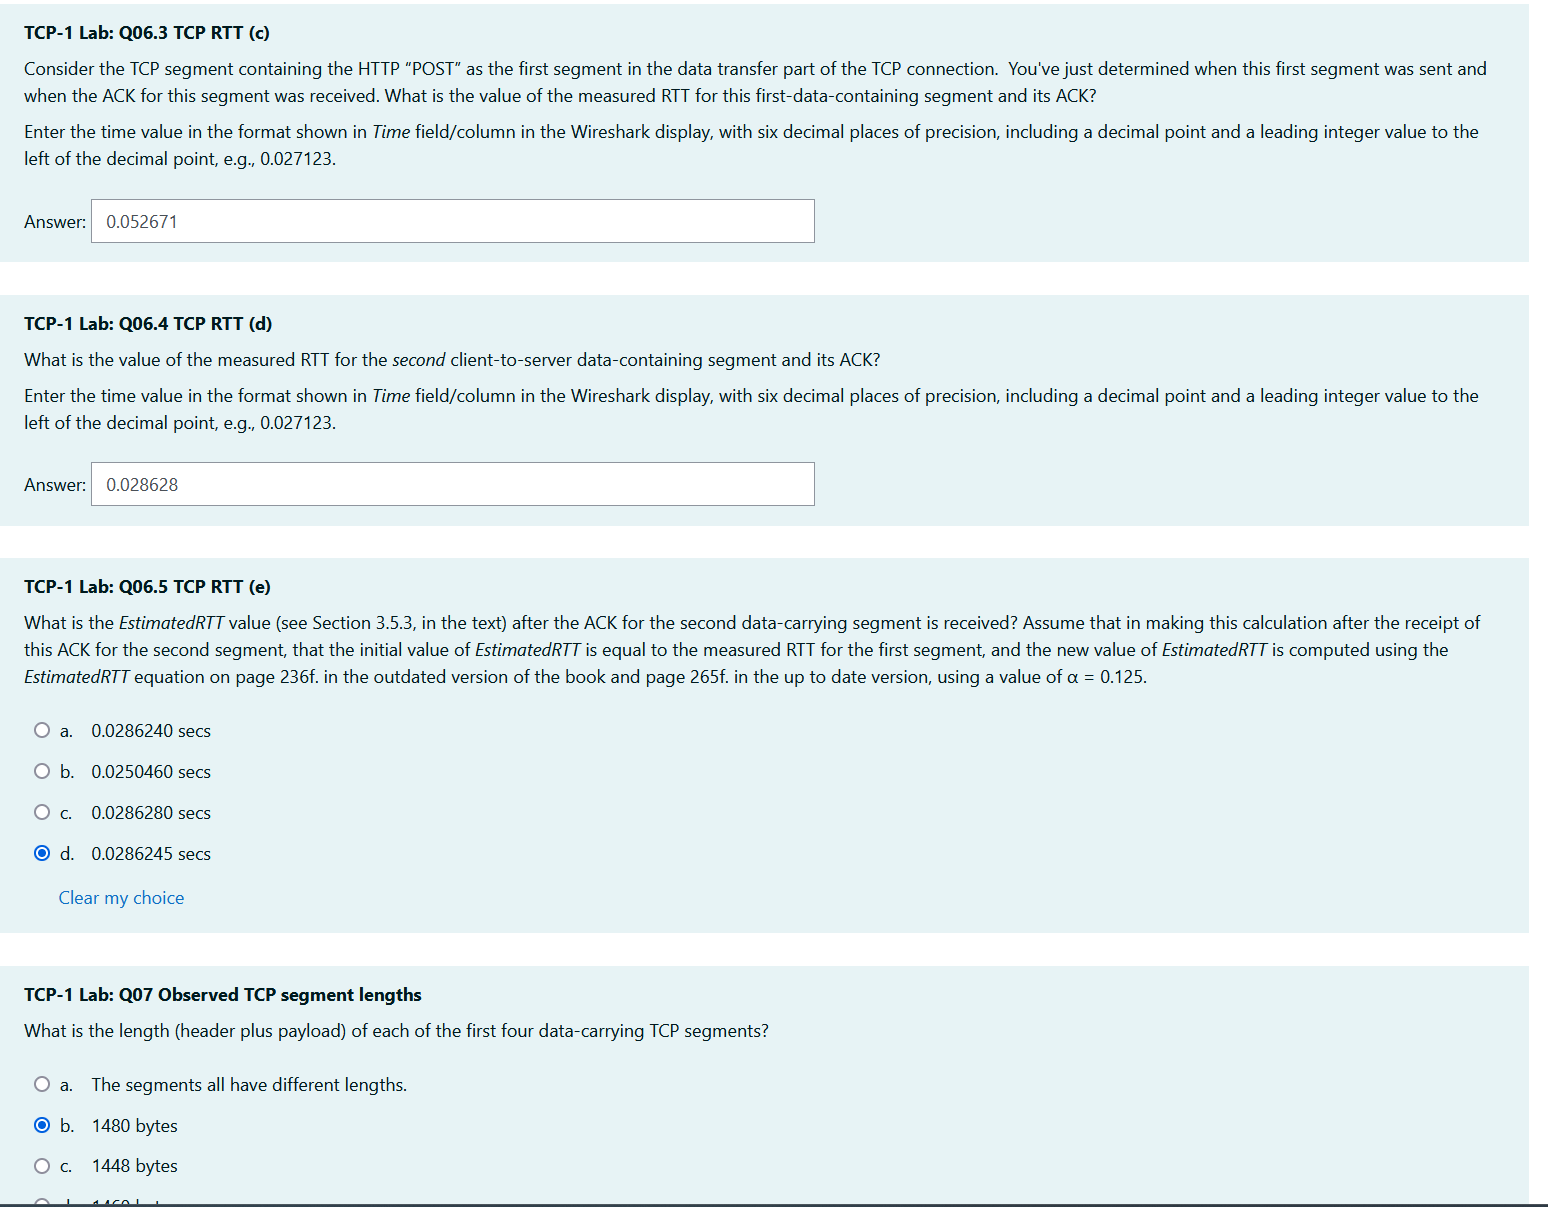 TCP-1 Lab: Q06.3 TCP RTT (c)
Consider the TCP segment containing the HTTP "POST" as the first segment in the data transfer part of the TCP connection.  You've just determined when this first segment was sent and
when the ACK for this segment was received. What is the value of the measured RTT for this first-data-containing segment and its ACK?
Enter the time value in the format shown in Time field/column in the Wireshark display, with six decimal places of precision, including a decimal point and a leading integer value to the
left of the decimal point, e.g., 0.027123.
Answer: 0.052671
TCP-1 Lab: Q06.4 TCP RTT (d)
What is the value of the measured RTT for the second client-to-server data-containing segment and its ACK?
Enter the time value in the format shown in Time field/column in the Wireshark display, with six decimal places of precision, including a decimal point and a leading integer value to the
left of the decimal point, e.g., 0.027123.
Answer: 0.028628
TCP-1 Lab: Q06.5 TCP RTT (e)
What is the EstimatedRTT value (see Section 3.5.3, in the text) after the ACK for the second data-carrying segment is received? Assume that in making this calculation after the receipt of
this ACK for the second segment, that the initial value of EstimatedRTT is equal to the measured RTT for the first segment, and the new value of EstimatedRTT is computed using the
EstimatedRTT equation on page 236f. in the outdated version of the book and page 265f. in the up to date version, using a value of α = 0.125.
a. 0.0286240 secs
b. 0.0250460 secs
c. 0.0286280 secs
d. 0.0286245 secs
Clear my choice
TCP-1 Lab: Q07 Observed TCP segment lengths
What is the length (header plus payload) of each of the first four data-carrying TCP segments?
a. The segments all have different lengths.
b. 1480 bytes
c. 1448 bytes